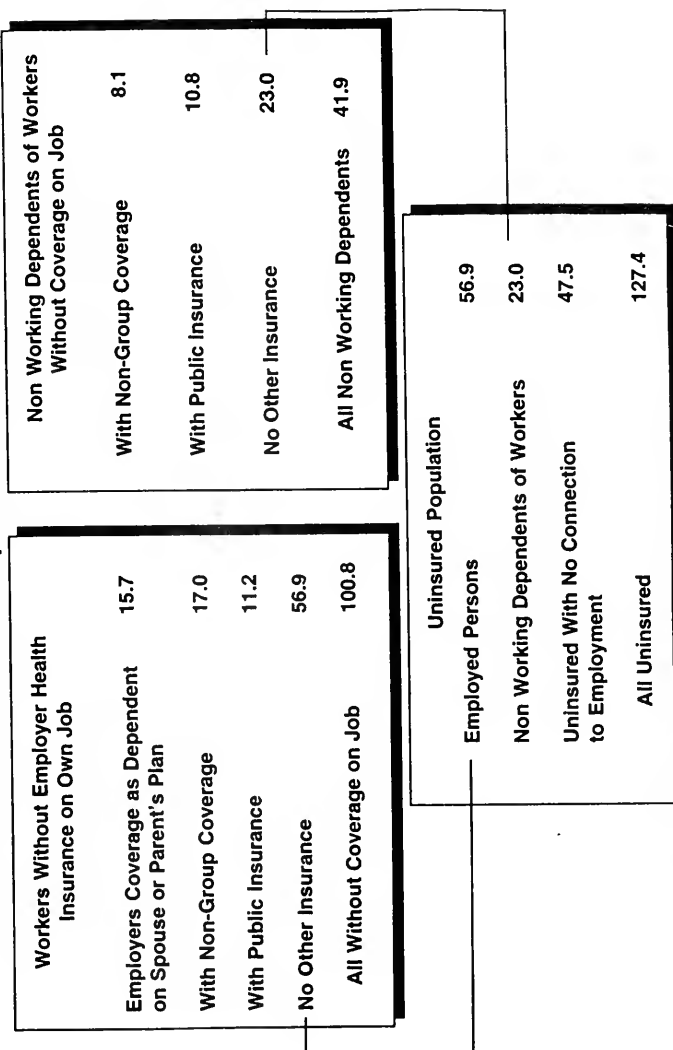 Workers Without Employer Health
Insurance on Own Job
Employers Coverage as Dependent
on Spouse or Parent's Plan 15.7
With Non-Group Coverage 17.0
With Public Insurance 11.2
No Other Insurance 56.9
All Without Coverage on Job 100.8
Non Working Dependents of Workers
Without Coverage on Job
With Non-Group Coverage 8.1
With Public Insurance 10.8
No Other Insurance 23.0
All Non Working Dependents 41.9
Uninsured Population
Employed Persons 56.9
Non Working Dependents of Workers 23.0
Uninsured With No Connection
to Employment 47.5
All Uninsured 127.4